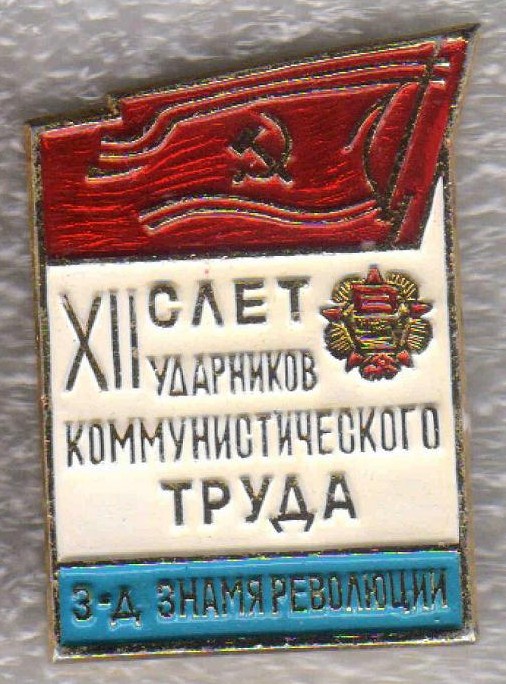 XII СЛЕТ
УДАРНИКОВ
КОММУНИСТИЧЕСКОГО
ТРУДА
З-Д ЗНАМЯ РЕВОЛЮЦИИ